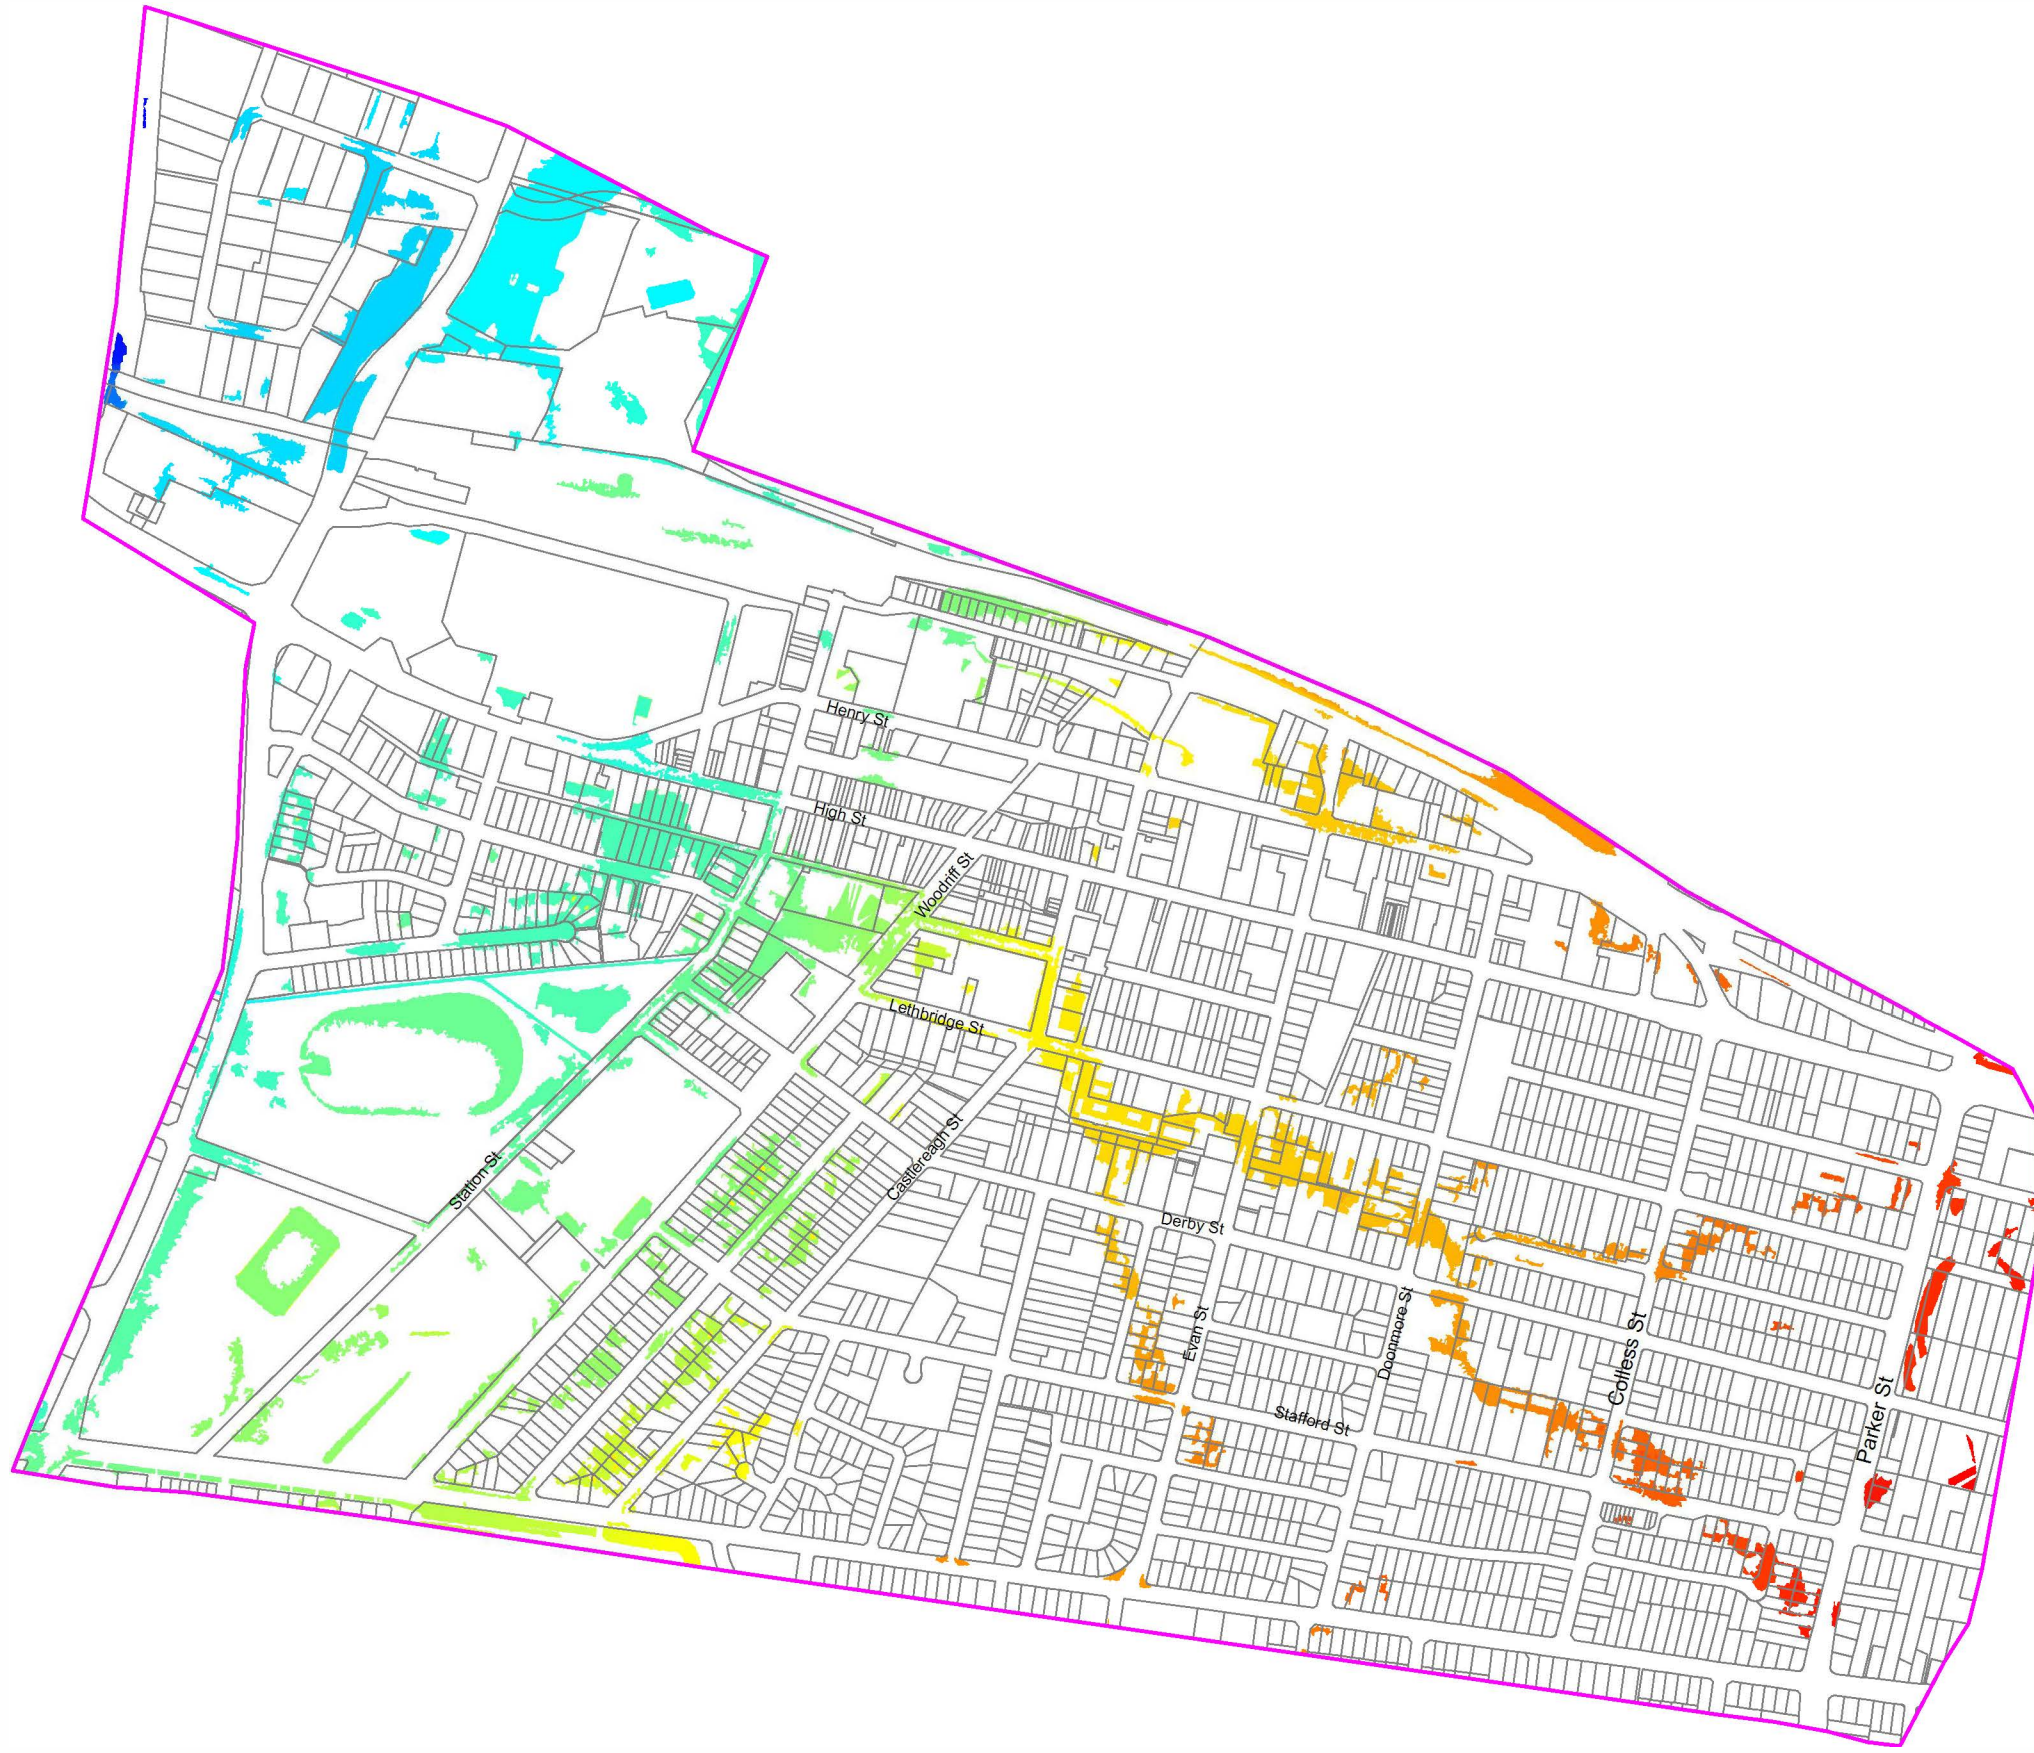 Henry St
High St
Woodriff St
Lethbridge St
Castlereagh St
Station St
Derby St
Evan St
Doonmore St
Colless St
Parker St
Stafford St